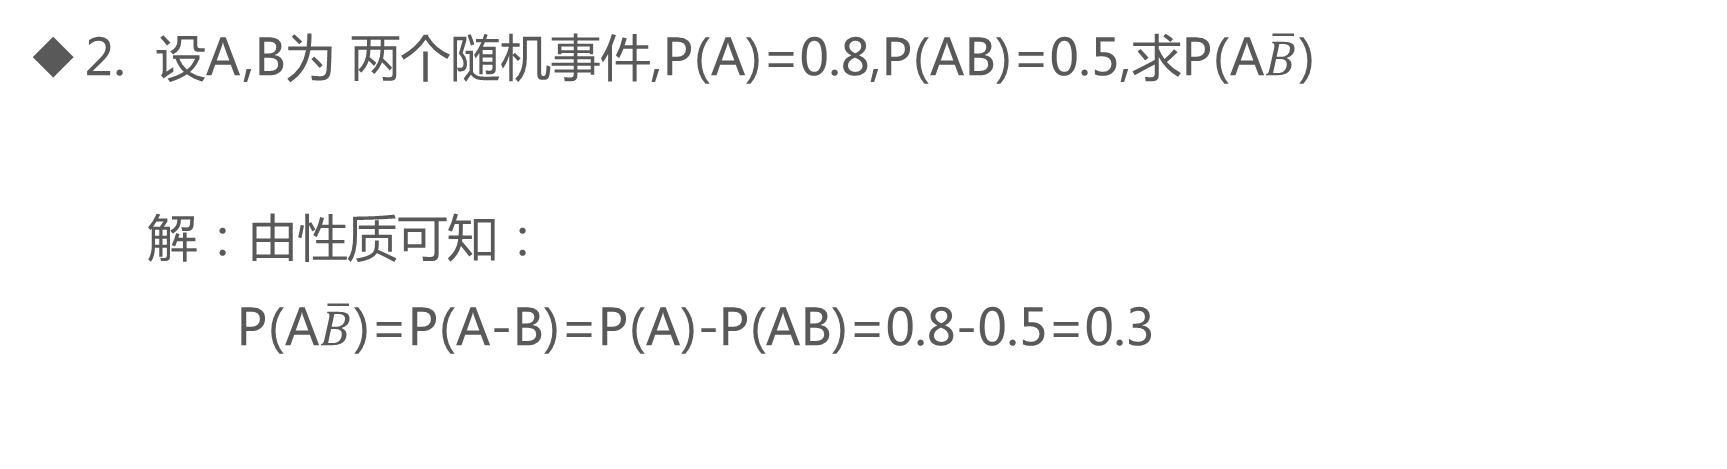 ◆ 2. 设A,B为 两个随机事件,P(A)=0.8,P(AB)=0.5,求P(AB̅)
解：由性质可知：
P(AB̅)=P(A-B)=P(A)-P(AB)=0.8-0.5=0.3